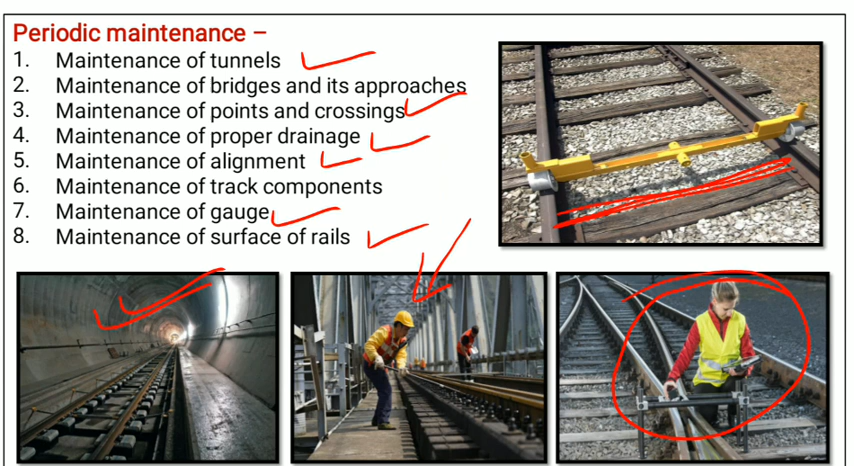 Periodic maintenance –
1. Maintenance of tunnels
2. Maintenance of bridges and its approaches
3. Maintenance of points and crossings
4. Maintenance of proper drainage
5. Maintenance of alignment
6. Maintenance of track components
7. Maintenance of gauge
8. Maintenance of surface of rails